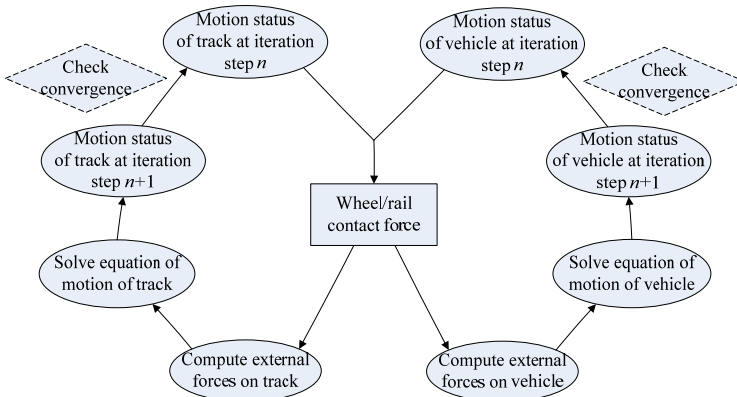 Motion status
of track at iteration
step n
Motion status
of vehicle at iteration
step n
Check
convergence
Check
convergence
Motion status
of track at iteration
step n+1
Motion status
of vehicle at iteration
step n+1
Wheel/rail
contact force
Solve equation of
motion of track
Solve equation of
motion of vehicle
Compute external
forces on track
Compute external
forces on vehicle